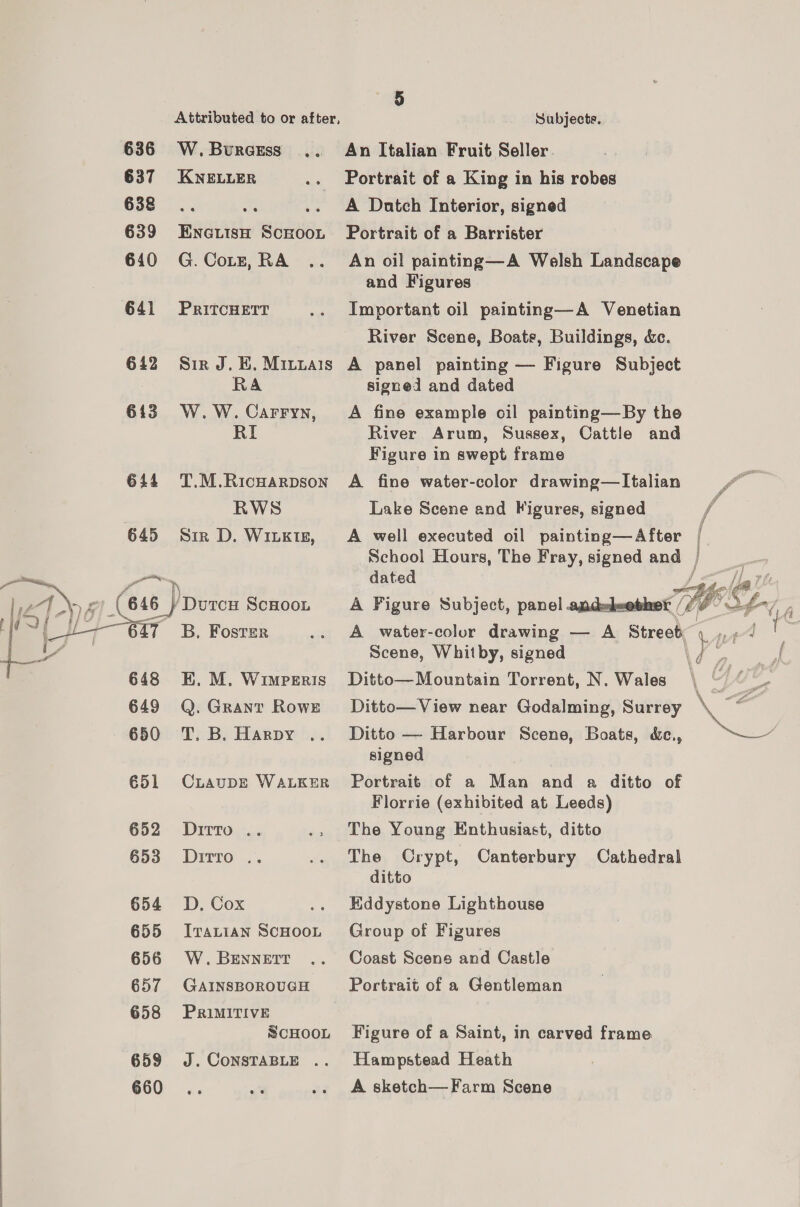 5
Attributed to or after, Subjects.
636 W. BURGESS .. An Italian Fruit Seller
637 KNELLER .. Portrait of a King in his robes
638 .. .. .. A Dutch Interior, signed
639 ENGLISH SCHOOL Portrait of a Barrister
640 G. COLE, RA .. An oil painting—A Welsh Landscape
and Figures
641 PRITCHETT .. Important oil painting—A Venetian
River Scene, Boats, Buildings, &c.
642 SIR J. E. MILLAIS A panel painting — Figure Subject
RA signed and dated
643 W. W. CAFFYN, A fine example oil painting—By the
RI River Arum, Sussex, Cattle and
Figure in swept frame
644 T.M.RICHARDSON A fine water-color drawing—Italian
RWS Lake Scene and Figures, signed
645 SIR D. WILKIE, A well executed oil painting—After
School Hours, The Fray, signed and
dated
646 DUTCH SCHOOL A Figure Subject, panel and another
647 B. FOSTER .. A water-color drawing — A Street
Scene, Whitby, signed
648 E. M. WIMPERIS Ditto—Mountain Torrent, N. Wales
649 Q. GRANT ROWE Ditto—View near Godalming, Surrey
650 T. B. HARDY .. Ditto — Harbour Scene, Boats, &c.,
signed
651 CLAUDE WALKER Portrait of a Man and a ditto of
Florrie (exhibited at Leeds)
652 DITTO .. .. The Young Enthusiast, ditto
653 DITTO .. .. The Crypt, Canterbury Cathedral
ditto
654 D. COX .. Eddystone Lighthouse
655 ITALIAN SCHOOL Group of Figures
656 W. BENNETT .. Coast Scene and Castle
657 GAINSBOROUGH Portrait of a Gentleman
658 PRIMITIVE
SCHOOL Figure of a Saint, in carved frame
659 J. CONSTABLE .. Hampstead Heath
660 .. .. .. A sketch—Farm Scene